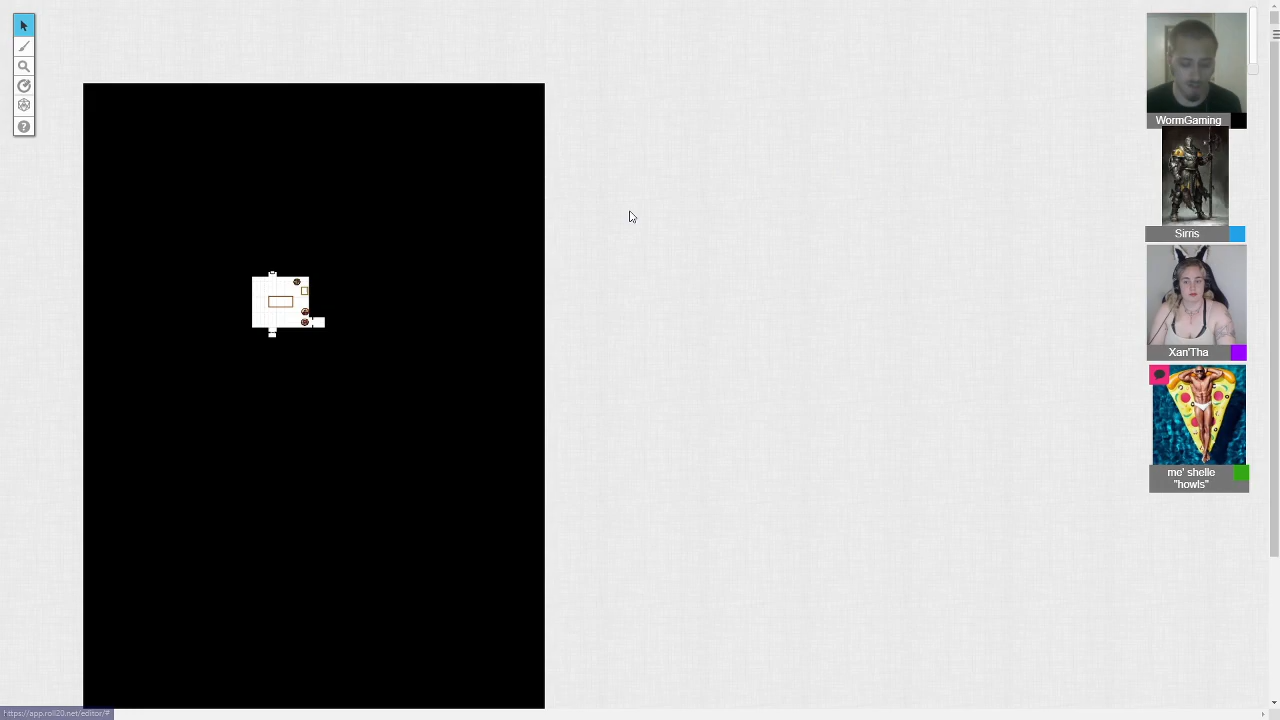 WormGaming
Sirris
Xan'Tha
me' shelle
"howls"
https://app.roll20.net/editor/#